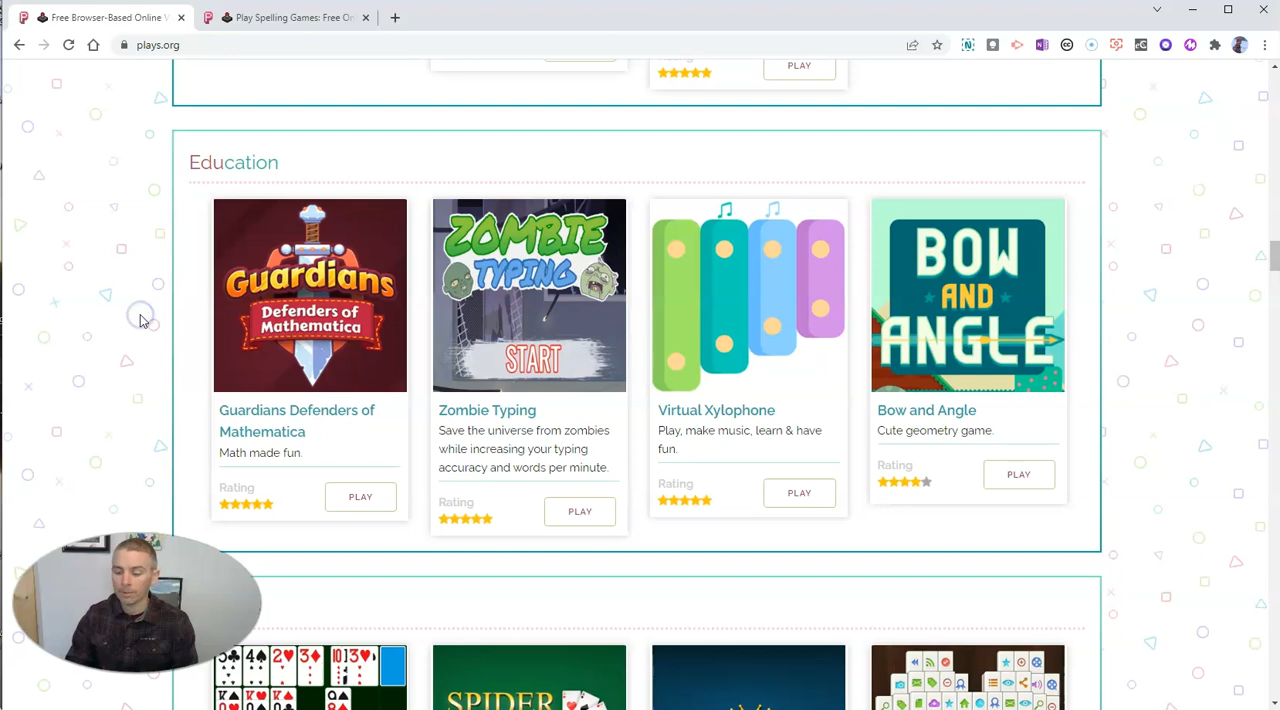 Free Browser-Based Online V
Play Spelling Games: Free On
plays.org
Rating
PLAY
PLAY
Education
Guardians
Defenders of
Mathematica
ZOMBIE
TYPING
START
BOW
AND
ANGLE
Guardians Defenders of
Mathematica
Math made fun.
Rating
PLAY
Zombie Typing
Save the universe from zombies
while increasing your typing
accuracy and words per minute.
Rating
PLAY
Virtual Xylophone
Play, make music, learn & have
fun.
Rating
PLAY
Bow and Angle
Cute geometry game.
Rating
PLAY
SPIDER